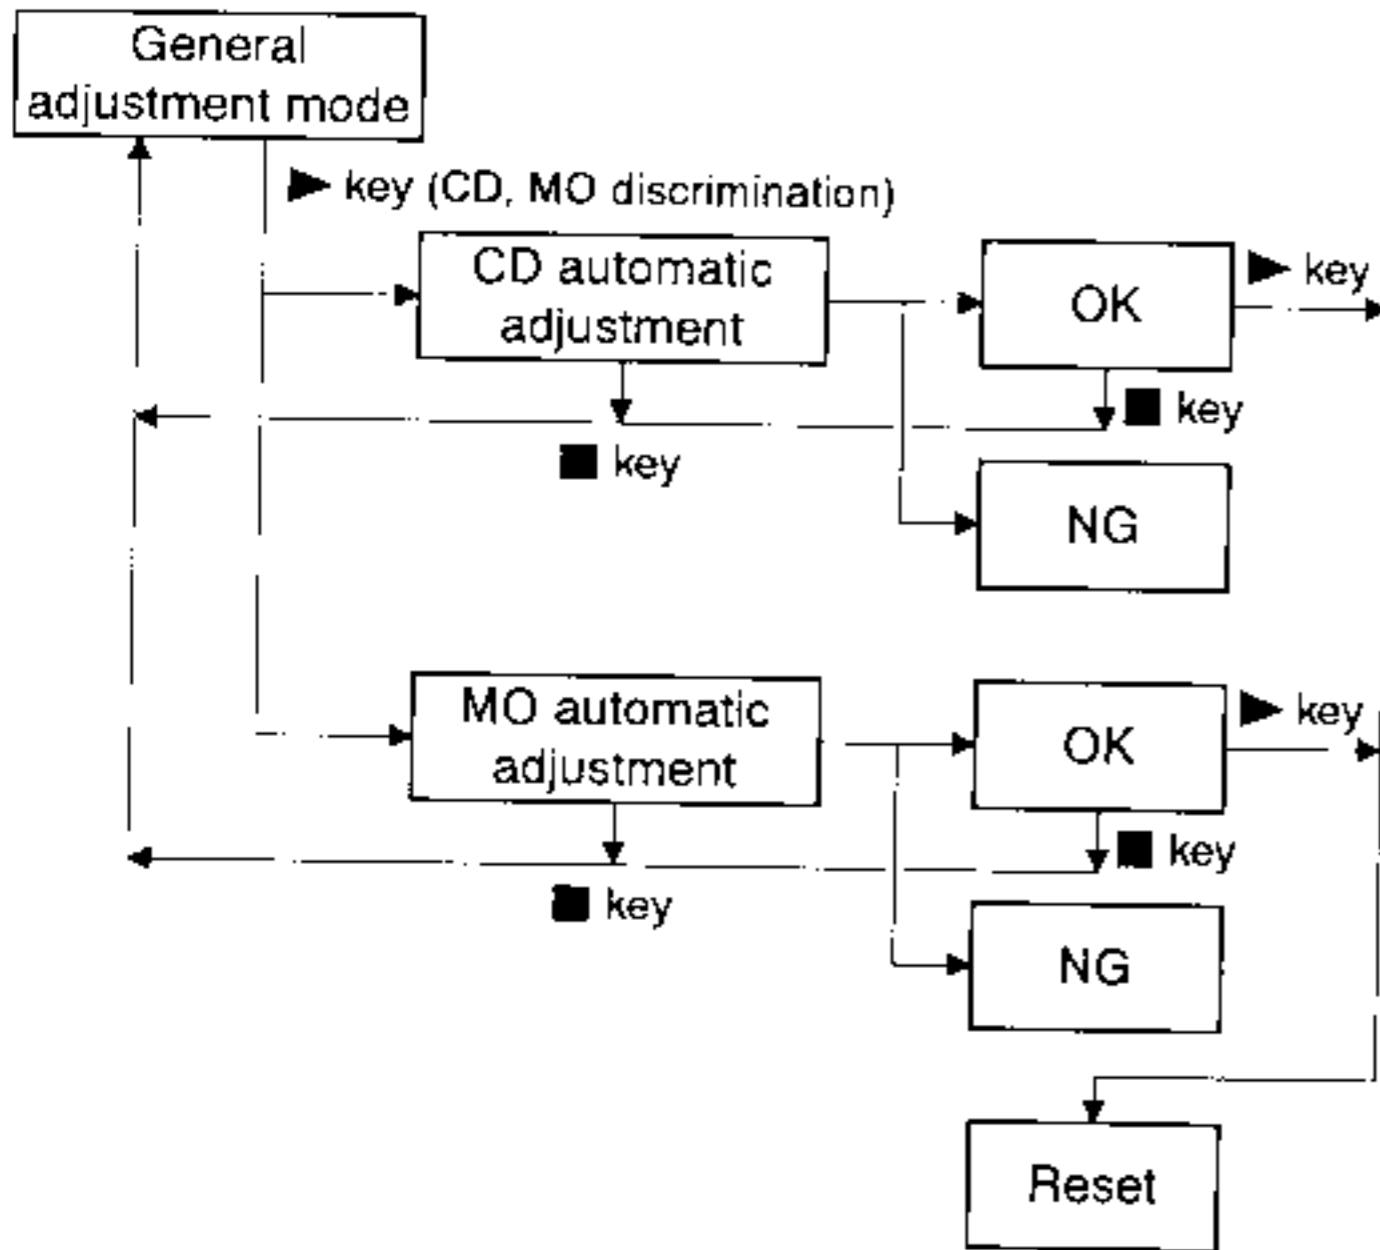 General
adjustment mode
▶ key (CD, MO discrimination)
CD automatic
adjustment
OK
▶ key
■ key
■ key
NG
MO automatic
adjustment
OK
▶ key
■ key
■ key
NG
Reset